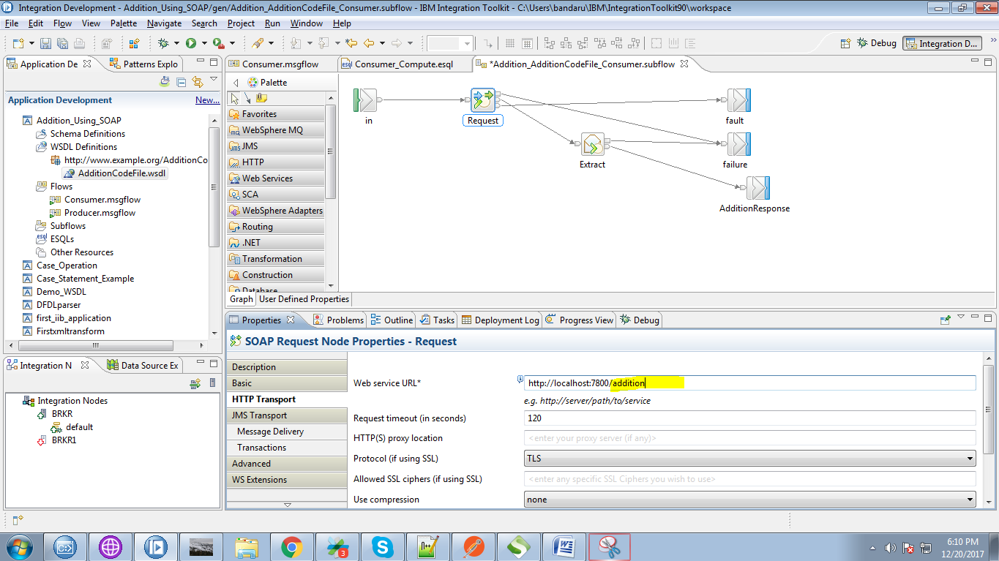 Integration Development - Addition_Using_SOAP/gen/Addition_AdditionCodeFile_Consumer.subflow - IBM Integration Toolkit - C:\Users\bandaru\IBM\IntegrationToolkit90\workspace
File Edit Flow View Palette Navigate Search Project Run Window Help
Debug Integration D...
Application De Patterns Explo
Application Development New...
Addition_Using_SOAP
Schema Definitions
WSDL Definitions
http://www.example.org/AdditionCo
AdditionCodeFile.wsdl
Flows
Consumer.msgflow
Producer.msgflow
Subflows
esql ESQLs
Other Resources
Case_Operation
Case_Statement_Example
Demo_WSDL
DFDLparser
first_iib_application
Firstxmltransform
Integration N Data Source Ex
Integration Nodes
BRKR
default
BRKR1
Consumer.msgflow esql Consumer_Compute.esql *Addition_AdditionCodeFile_Consumer.subflow
Palette
Favorites
WebSphere MQ
JMS
HTTP
Web Services
SCA
WebSphere Adapters
Routing
.NET
Transformation
Construction
Database
in
Request
fault
Extract
failure
AdditionResponse
Graph User Defined Properties
Properties Problems Outline Tasks Deployment Log Progress View Debug
SOAP Request Node Properties - Request
Description
Basic
HTTP Transport
JMS Transport
Message Delivery
Transactions
Advanced
WS Extensions
Web service URL* http://localhost:7800/addition
e.g. http://server/path/to/service
Request timeout (in seconds) 120
HTTP(S) proxy location <enter your proxy server (if any)>
Protocol (if using SSL) TLS
Allowed SSL ciphers (if using SSL) <enter any specific SSL Ciphers you wish to use>
Use compression none
3
6:10 PM
12/20/2017